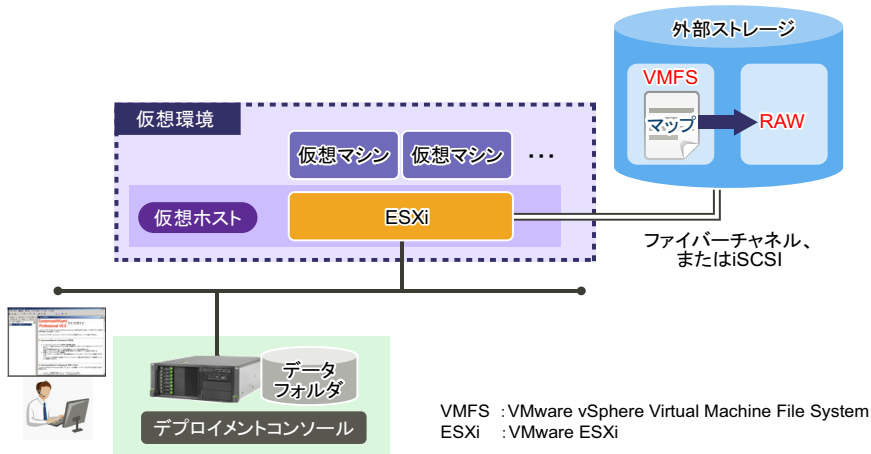 外部ストレージ
VMFS
マップ
RAW
仮想環境
仮想マシン
仮想マシン
…
仮想ホスト
ESXi
ファイバーチャネル、
またはiSCSI
SystemcastWizard
Professional V5.0
データ
フォルダ
デプロイメントコンソール
VMFS :VMware vSphere Virtual Machine File System
ESXi :VMware ESXi